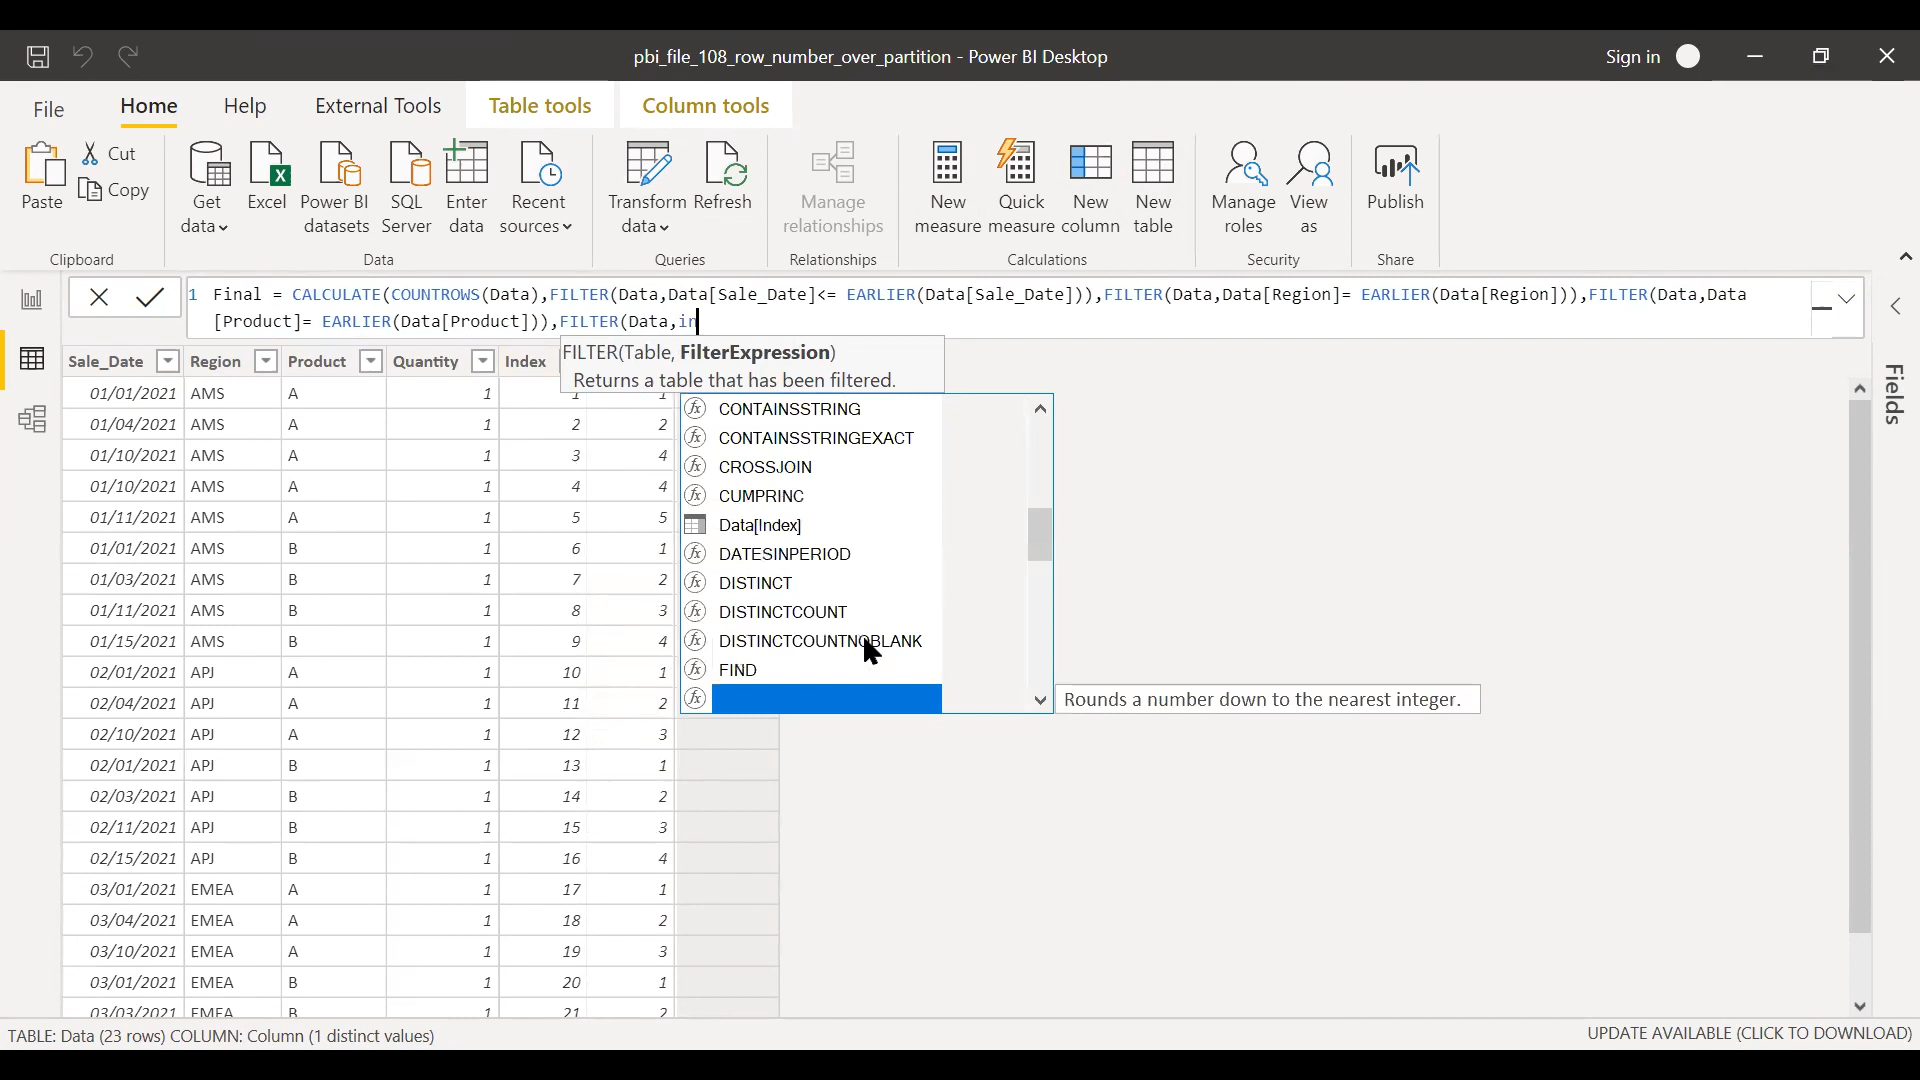 pbi_file_108_row_number_over_partition - Power BI Desktop
Sign in
File Home Help External Tools Table tools Column tools
Paste
Cut
Copy
Get data
Excel
Power BI datasets
SQL Server
Enter data
Recent sources
Transform data
Refresh
Manage relationships
New measure
Quick measure
New column
New table
Manage roles
View as
Publish
Clipboard Data Queries Relationships Calculations Security Share
1 Final = CALCULATE(COUNTROWS(Data),FILTER(Data,Data[Sale_Date]<= EARLIER(Data[Sale_Date])),FILTER(Data,Data[Region]= EARLIER(Data[Region])),FILTER(Data,Data
[Product]= EARLIER(Data[Product])),FILTER(Data,in
FILTER(Table, FilterExpression)
Returns a table that has been filtered.
Sale_Date Region Product Quantity Index
01/01/2021 AMS A 1 1 1
01/04/2021 AMS A 1 2 2
01/10/2021 AMS A 1 3 4
01/10/2021 AMS A 1 4 4
01/11/2021 AMS A 1 5 5
01/01/2021 AMS B 1 6 1
01/03/2021 AMS B 1 7 2
01/11/2021 AMS B 1 8 3
01/15/2021 AMS B 1 9 4
02/01/2021 APJ A 1 10 1
02/04/2021 APJ A 1 11 2
02/10/2021 APJ A 1 12 3
02/01/2021 APJ B 1 13 1
02/03/2021 APJ B 1 14 2
02/11/2021 APJ B 1 15 3
02/15/2021 APJ B 1 16 4
03/01/2021 EMEA A 1 17 1
03/04/2021 EMEA A 1 18 2
03/10/2021 EMEA A 1 19 3
03/01/2021 EMEA B 1 20 1
03/03/2021 EMEA B 1 21 2
CONTAINSSTRING
CONTAINSSTRINGEXACT
CROSSJOIN
CUMPRINC
Data[Index]
DATESINPERIOD
DISTINCT
DISTINCTCOUNT
DISTINCTCOUNTNOBLANK
FIND
Rounds a number down to the nearest integer.
Fields
TABLE: Data (23 rows) COLUMN: Column (1 distinct values)
UPDATE AVAILABLE (CLICK TO DOWNLOAD)